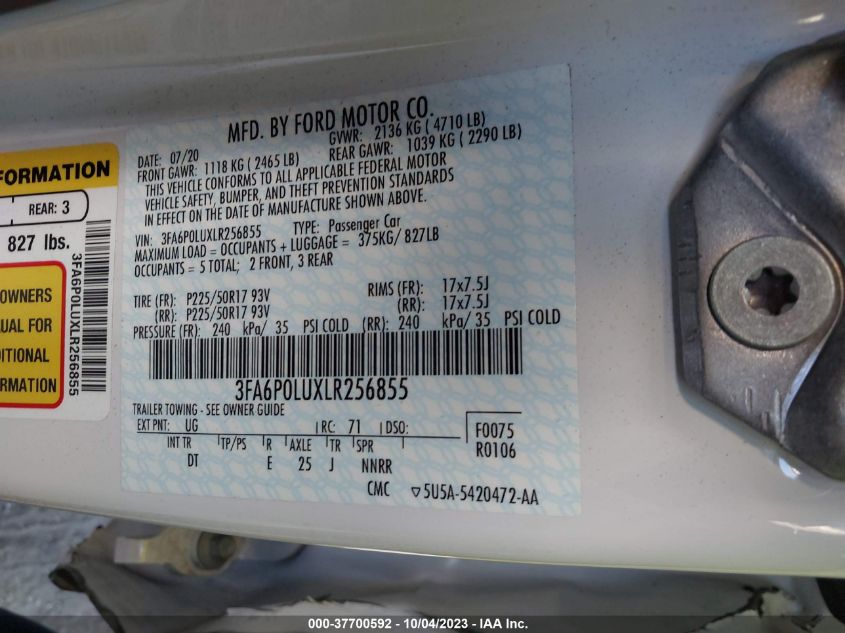 FORMATION
REAR: 3
827 lbs.
OWNERS
UAL FOR
DITIONAL
FORMATION
3FA6P0LUXLR256855
MFD. BY FORD MOTOR CO.
DATE: 07/20 GVWR: 2136 KG ( 4710 LB)
FRONT GAWR: 1118 KG ( 2465 LB) REAR GAWR: 1039 KG ( 2290 LB)
THIS VEHICLE CONFORMS TO ALL APPLICABLE FEDERAL MOTOR
VEHICLE SAFETY, BUMPER, AND THEFT PREVENTION STANDARDS
IN EFFECT ON THE DATE OF MANUFACTURE SHOWN ABOVE.
VIN: 3FA6P0LUXLR256855 TYPE: Passenger Car
MAXIMUM LOAD = OCCUPANTS + LUGGAGE = 375KG/ 827LB
OCCUPANTS = 5 TOTAL; 2 FRONT, 3 REAR
TIRE (FR): P225/50R17 93V RIMS (FR): 17x7.5J
(RR): P225/50R17 93V (RR): 17x7.5J
PRESSURE (FR): 240 kPa/ 35 PSI COLD (RR): 240 kPa/ 35 PSI COLD
3FA6P0LUXLR256855
TRAILER TOWING - SEE OWNER GUIDE
EXT PNT: UG RC: 71 DSO:
INT TR TP/PS R AXLE TR SPR
DT E 25 J NNRR
F0075
R0106
CMC ▽5U5A-5420472-AA
000-37700592 - 10/04/2023 - IAA Inc.